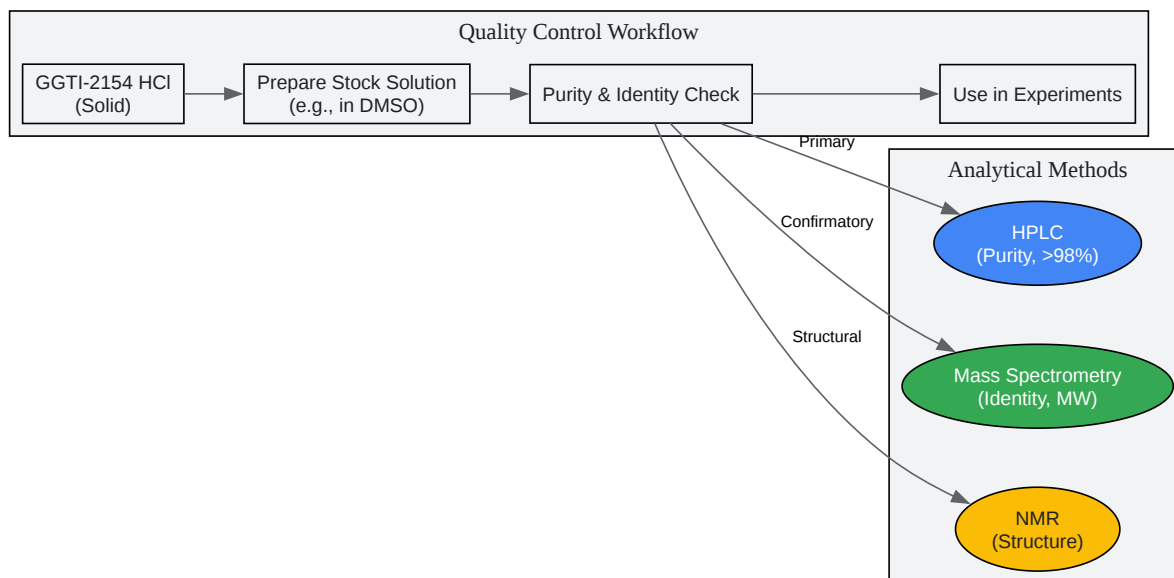 Quality Control Workflow
GGTI-2154 HCl
(Solid)
Prepare Stock Solution
(e.g., in DMSO)
Purity & Identity Check
Use in Experiments
Primary
Confirmatory
Structural
Analytical Methods
HPLC
(Purity, >98%)
Mass Spectrometry
(Identity, MW)
NMR
(Structure)